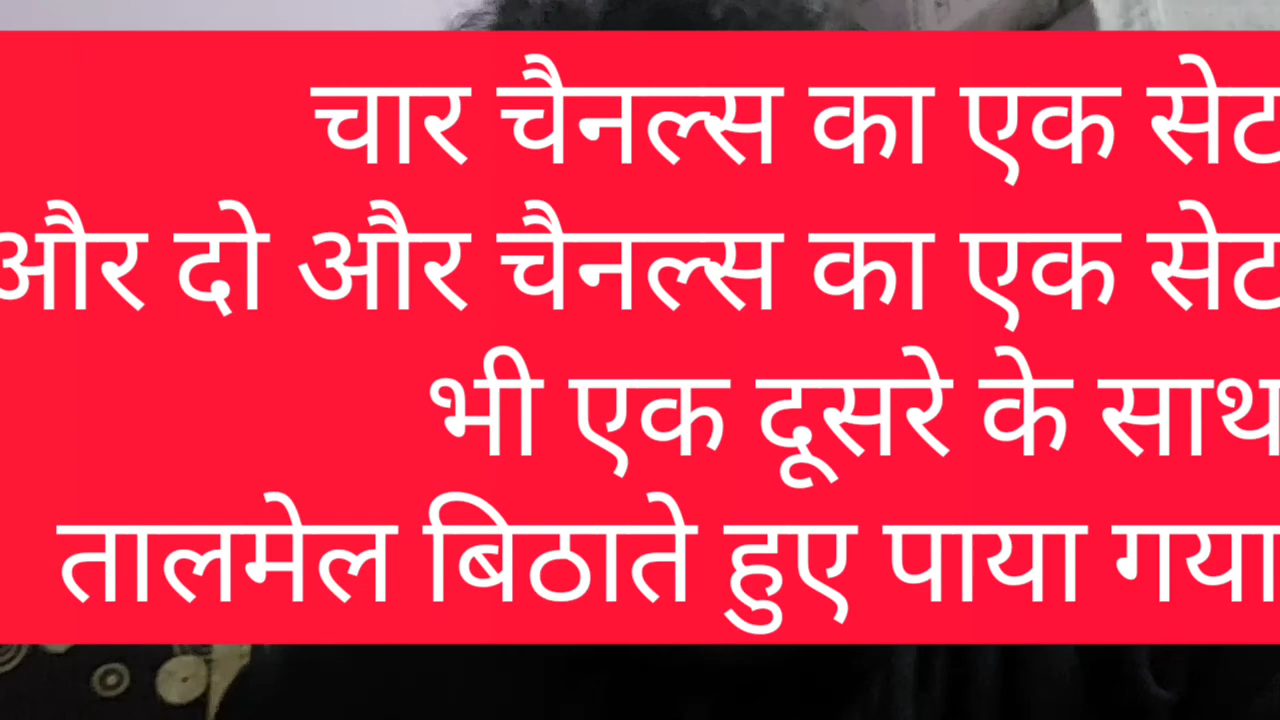 चार चैनल्स का एक सेट
और दो और चैनल्स का एक सेट
भी एक दूसरे के साथ
तालमेल बिठाते हुए पाया गया